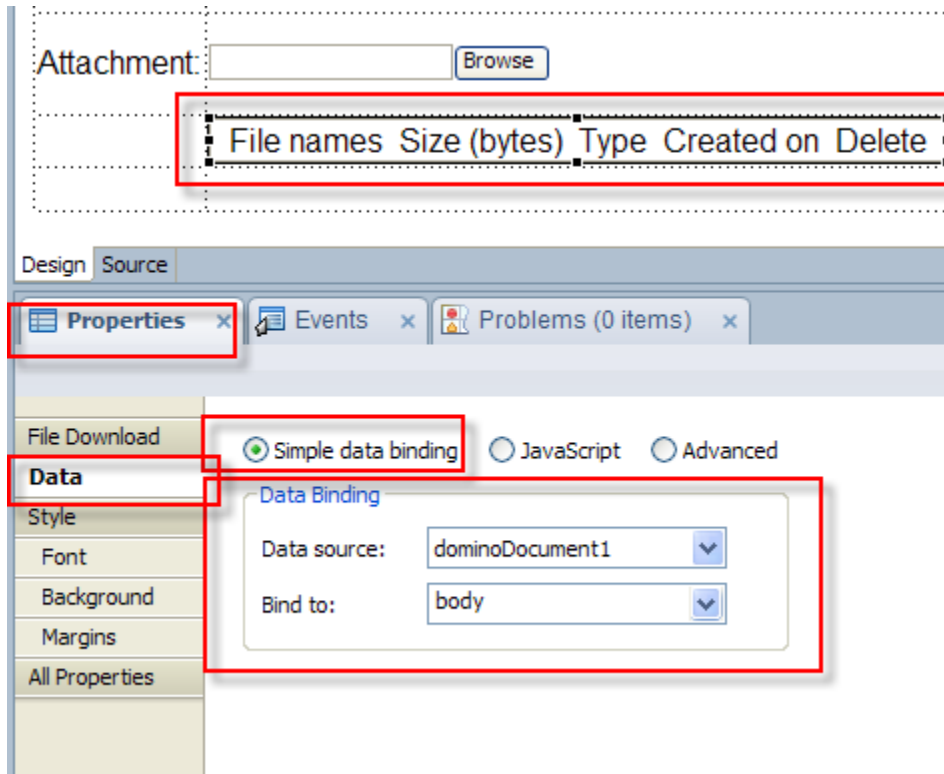 Attachment: Browse
File names Size (bytes) Type Created on Delete
Design Source
Properties Events Problems (0 items)
File Download
Simple data binding JavaScript Advanced
Data
Data Binding
Style
Data source: dominoDocument1
Font
Background
Bind to: body
Margins
All Properties